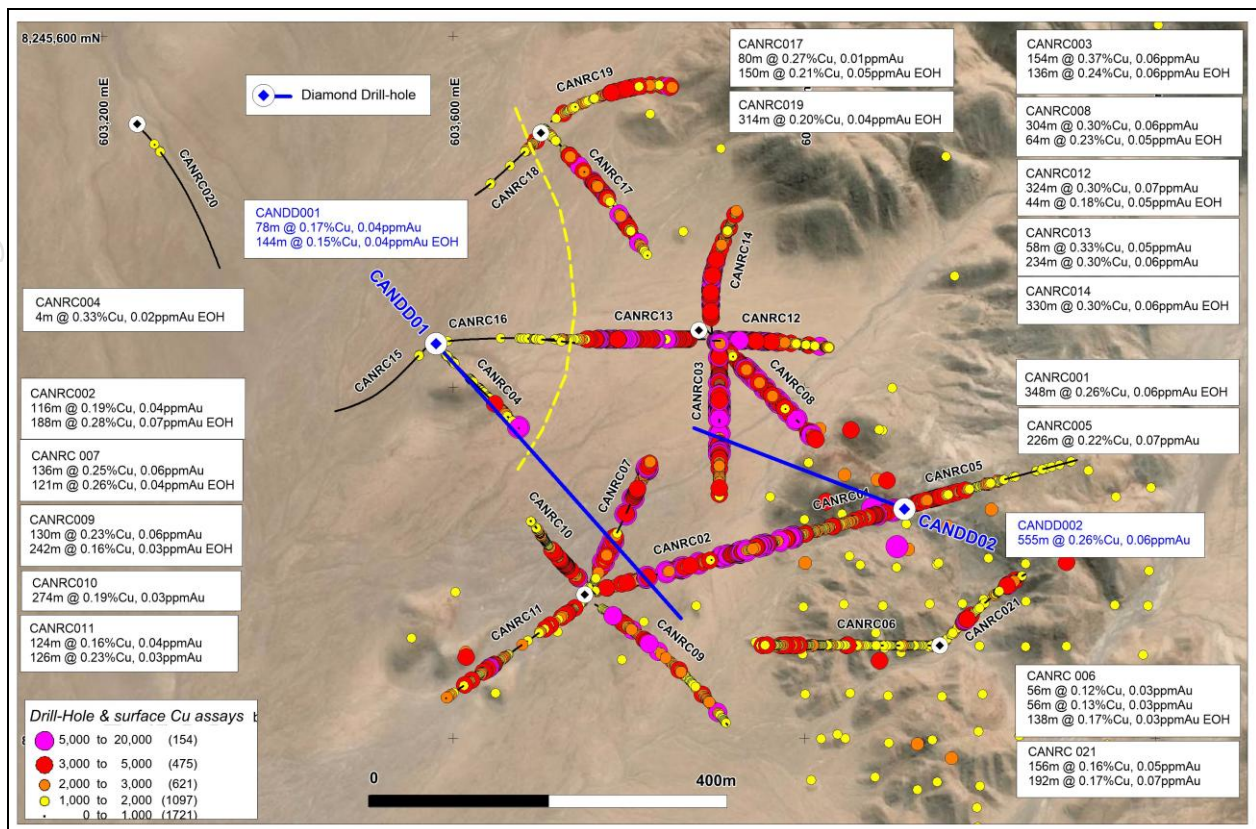 8,245,600 mN
603,200 mE
603,600 mE
Diamond Drill-hole
CANRC017
80m @ 0.27%Cu, 0.01ppmAu
150m @ 0.21%Cu, 0.05ppmAu EOH
CANRC019
314m @ 0.20%Cu, 0.04ppmAu EOH
CANRC003
154m @ 0.37%Cu, 0.06ppmAu
136m @ 0.24%Cu, 0.06ppmAu EOH
CANRC008
304m @ 0.30%Cu, 0.06ppmAu
64m @ 0.23%Cu, 0.05ppmAu EOH
CANRC012
324m @ 0.30%Cu, 0.07ppmAu
44m @ 0.18%Cu, 0.05ppmAu EOH
CANRC013
58m @ 0.33%Cu, 0.05ppmAu
234m @ 0.30%Cu, 0.06ppmAu
CANRC014
330m @ 0.30%Cu, 0.06ppmAu EOH
CANRC001
348m @ 0.26%Cu, 0.06ppmAu EOH
CANRC005
226m @ 0.22%Cu, 0.07ppmAu
CANDD002
555m @ 0.26%Cu, 0.06ppmAu
CANRC 006
56m @ 0.12%Cu, 0.03ppmAu
56m @ 0.13%Cu, 0.03ppmAu
138m @ 0.17%Cu, 0.03ppmAu EOH
CANRC 021
156m @ 0.16%Cu, 0.05ppmAu
192m @ 0.17%Cu, 0.07ppmAu
CANDD001
78m @ 0.17%Cu, 0.04ppmAu
144m @ 0.15%Cu, 0.04ppmAu EOH
CANRC004
4m @ 0.33%Cu, 0.02ppmAu EOH
CANRC002
116m @ 0.19%Cu, 0.04ppmAu
188m @ 0.28%Cu, 0.07ppmAu EOH
CANRC 007
136m @ 0.25%Cu, 0.06ppmAu
121m @ 0.26%Cu, 0.04ppmAu EOH
CANRC009
130m @ 0.23%Cu, 0.06ppmAu
242m @ 0.16%Cu, 0.03ppmAu EOH
CANRC010
274m @ 0.19%Cu, 0.03ppmAu
CANRC011
124m @ 0.16%Cu, 0.04ppmAu
126m @ 0.23%Cu, 0.03ppmAu
CANRC020
CANRC19
CANRC18
CANRC17
CANRC14
CANDD01
CANRC16
CANRC13
CANRC12
CANRC15
CANRC04
CANRC03
CANRC08
CANRC07
CANRC10
CANRC02
CANRC05
CANDD02
CANRC11
CANRC09
CANRC06
CANRC021
Drill-Hole & surface Cu assays
5,000 to 20,000 (154)
3,000 to 5,000 (475)
2,000 to 3,000 (621)
1,000 to 2,000 (1097)
0 to 1,000 (1721)
0
400m